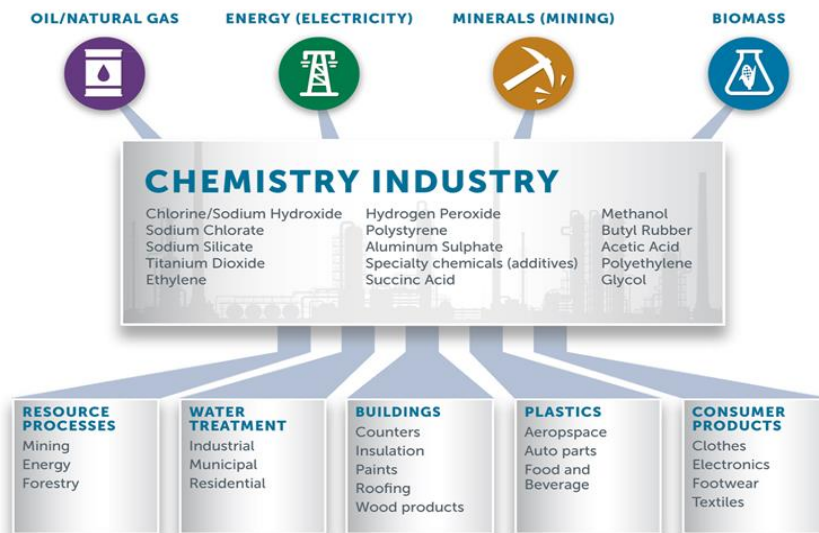 OIL/NATURAL GAS
ENERGY (ELECTRICITY)
MINERALS (MINING)
BIOMASS
CHEMISTRY INDUSTRY
Chlorine/Sodium Hydroxide
Sodium Chlorate
Sodium Silicate
Titanium Dioxide
Ethylene
Hydrogen Peroxide
Polystyrene
Aluminum Sulphate
Specialty chemicals (additives)
Succinc Acid
Methanol
Butyl Rubber
Acetic Acid
Polyethylene
Glycol
RESOURCE
PROCESSES
Mining
Energy
Forestry
WATER
TREATMENT
Industrial
Municipal
Residential
BUILDINGS
Counters
Insulation
Paints
Roofing
Wood products
PLASTICS
Aeropspace
Auto parts
Food and
Beverage
CONSUMER
PRODUCTS
Clothes
Electronics
Footwear
Textiles